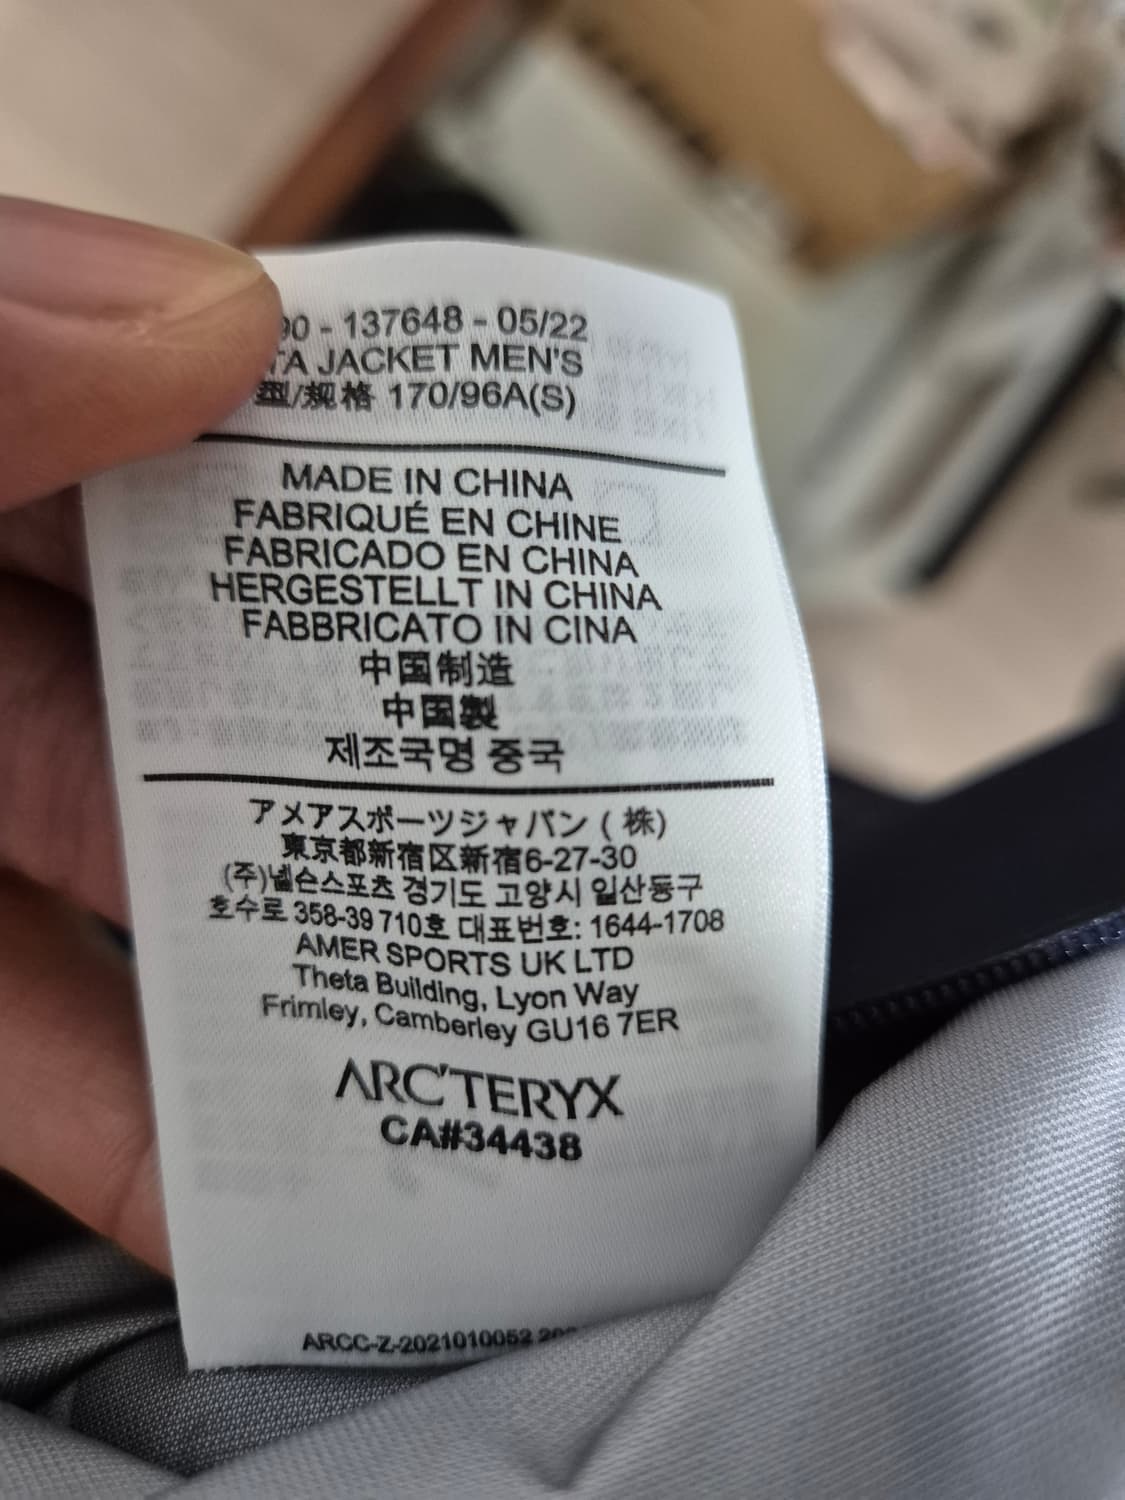 90 - 137648 - 05/22
TA JACKET MEN'S
型/规格 170/96A(S)
MADE IN CHINA
FABRIQUÉ EN CHINE
FABRICADO EN CHINA
HERGESTELLT IN CHINA
FABBRICATO IN CINA
中国制造
中国製
제조국명 중국
アメアスポーツジャパン ( 株)
東京都新宿区新宿6-27-30
(주)넬슨스포츠 경기도 고양시 일산동구
호수로 358-39 710호 대표번호: 1644-1708
AMER SPORTS UK LTD
Theta Building, Lyon Way
Frimley, Camberley GU16 7ER
ARC'TERYX
CA#34438
ARCC-Z-2021010052